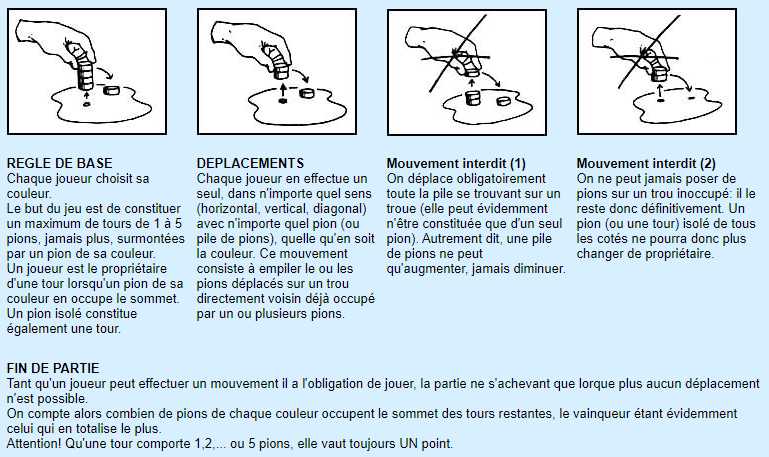 REGLE DE BASE
Chaque joueur choisit sa
couleur.
Le but du jeu est de constituer
un maximum de tours de 1 à 5
pions, jamais plus, surmontées
par un pion de sa couleur.
Un joueur est le propriétaire
d'une tour lorsqu'un pion de sa
couleur en occupe le sommet.
Un pion isolé constitue
également une tour.
DEPLACEMENTS
Chaque joueur en effectue un
seul, dans n'importe quel sens
(horizontal, vertical, diagonal)
avec n'importe quel pion (ou
pile de pions), quelle qu'en soit
la couleur. Ce mouvement
consiste à empiler le ou les
pions déplacés sur un trou
directement voisin déjà occupé
par un ou plusieurs pions.
Mouvement interdit (1)
On déplace obligatoirement
toute la pile se trouvant sur un
troue (elle peut évidemment
n'être constituée que d'un seul
pion). Autrement dit, une pile
de pions ne peut
qu'augmenter, jamais diminuer.
Mouvement interdit (2)
On ne peut jamais poser de
pions sur un trou inoccupé: il le
reste donc définitivement. Un
pion (ou une tour) isolé de tous
les cotés ne pourra donc plus
changer de propriétaire.
FIN DE PARTIE
Tant qu'un joueur peut effectuer un mouvement il a l'obligation de jouer, la partie ne s'achevant que lorque plus aucun déplacement
n'est possible.
On compte alors combien de pions de chaque couleur occupent le sommet des tours restantes, le vainqueur étant évidemment
celui qui en totalise le plus.
Attention! Qu'une tour comporte 1,2,... ou 5 pions, elle vaut toujours UN point.